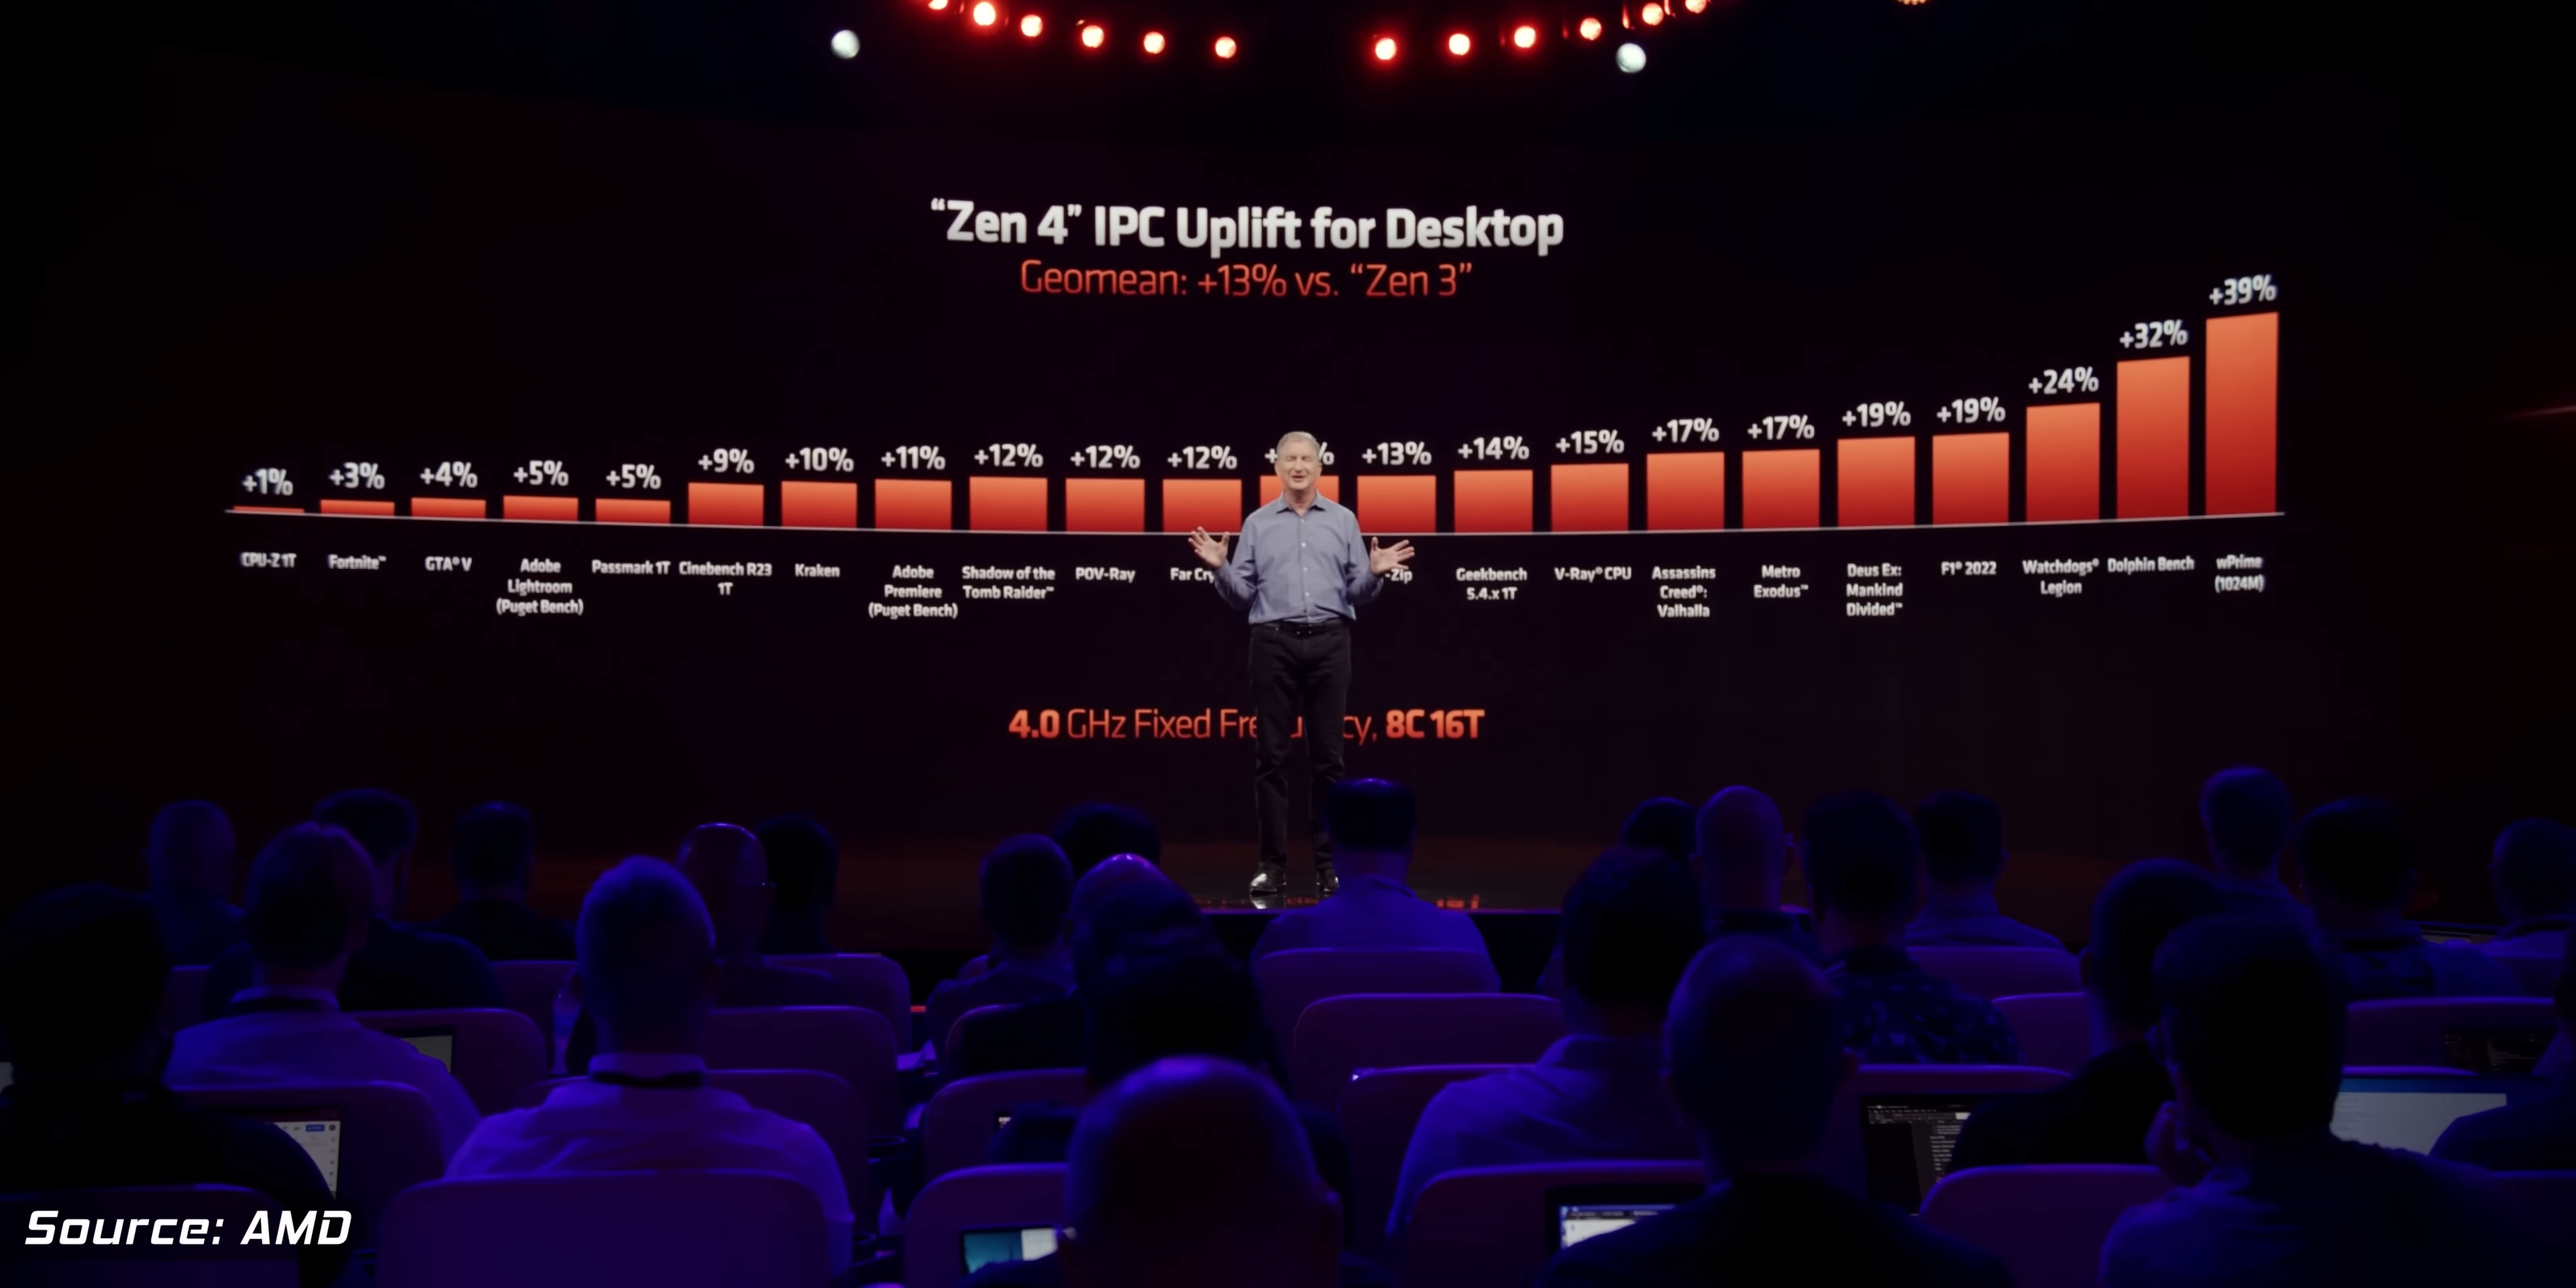 “Zen 4” IPC Uplift for Desktop
Geomean: +13% vs. “Zen 3”
+1%
+3%
+4%
+5%
+5%
+9%
+10%
+11%
+12%
+12%
+12%
+13%
+14%
+15%
+17%
+17%
+19%
+19%
+24%
+32%
+39%
CPU-Z 1T
Fortnite™
GTA® V
Adobe
Lightroom
(Puget Bench)
Passmark 1T
Cinebench R23
1T
Kraken
Adobe
Premiere
(Puget Bench)
Shadow of the
Tomb Raider™
POV-Ray
Far
-Zip
Geekbench
5.4.x 1T
V-Ray® CPU
Assassins
Creed®:
Valhalla
Metro
Exodus™
Deus Ex:
Mankind
Divided™
F1® 2022
Watchdogs®
Legion
Dolphin Bench
wPrime
(1024M)
4.0 GHz Fixed 8C 16T
Source: AMD